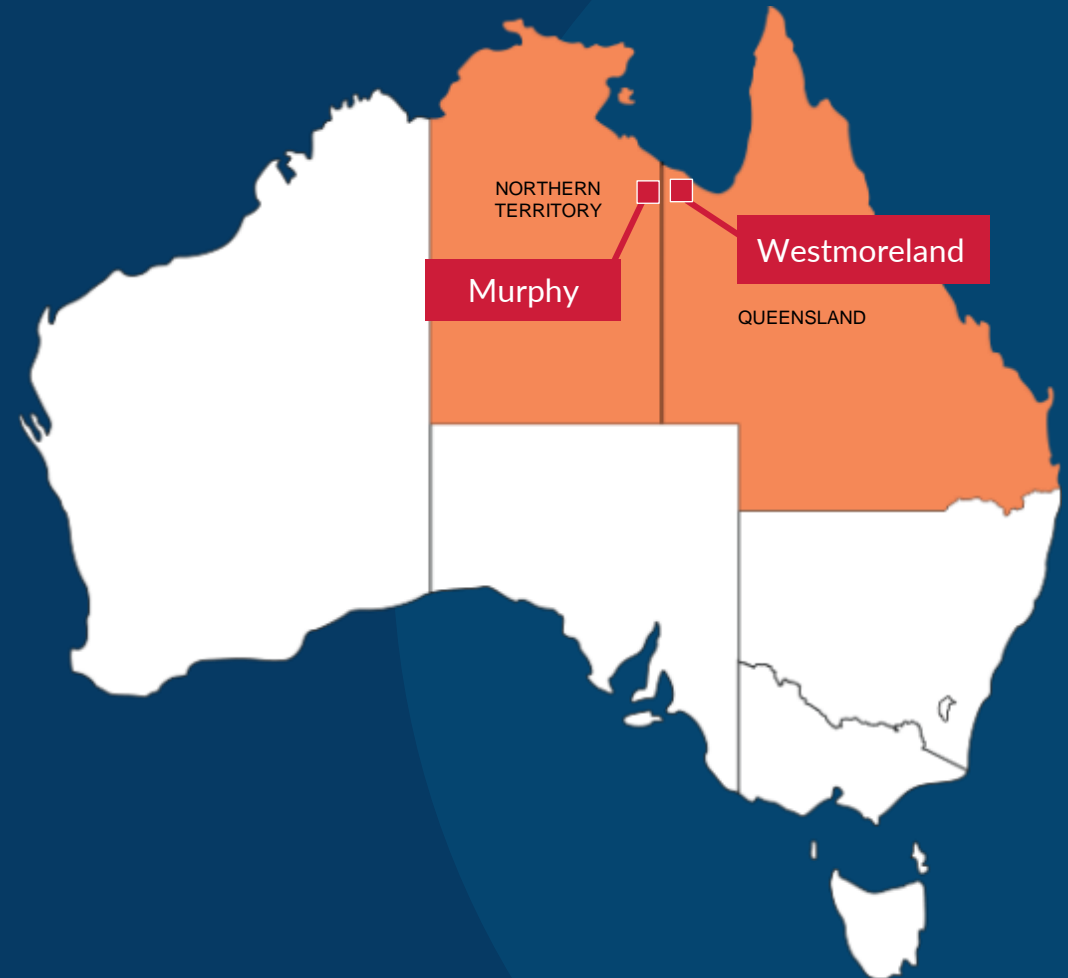 NORTHERN
TERRITORY
Westmoreland
Murphy
QUEENSLAND